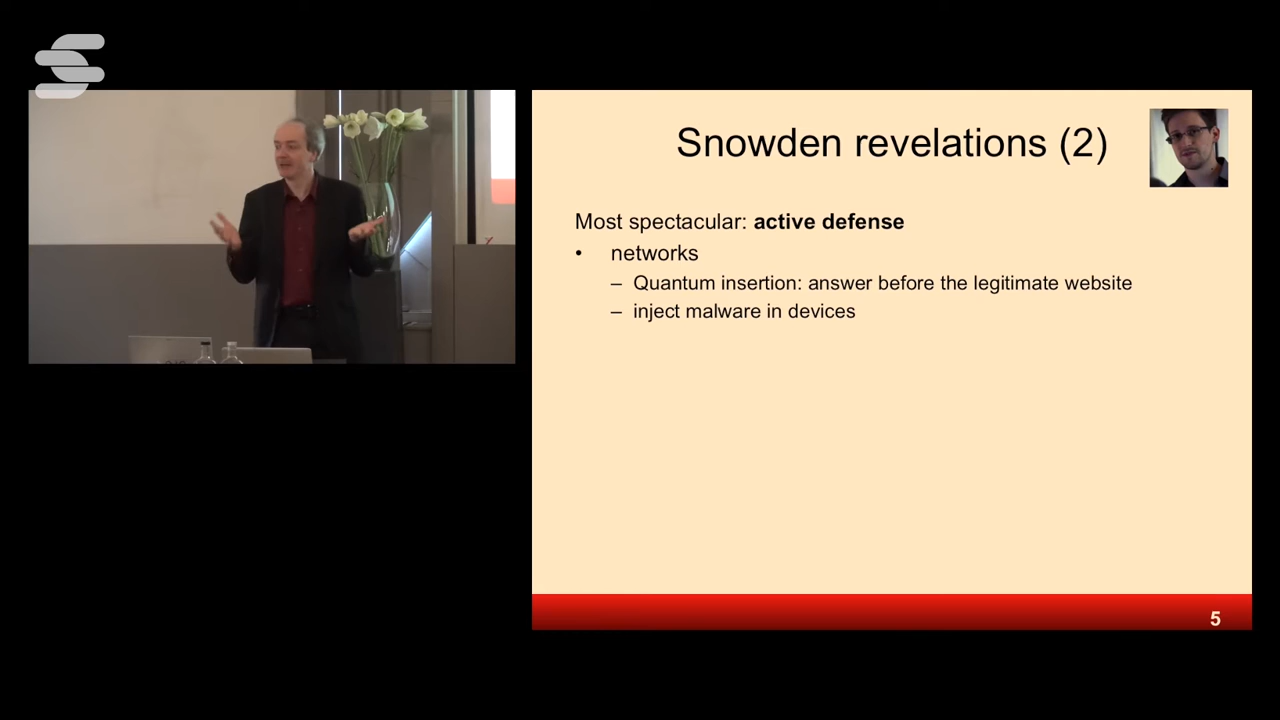 Snowden revelations (2)
Most spectacular: active defense
• networks
– Quantum insertion: answer before the legitimate website
– inject malware in devices
5